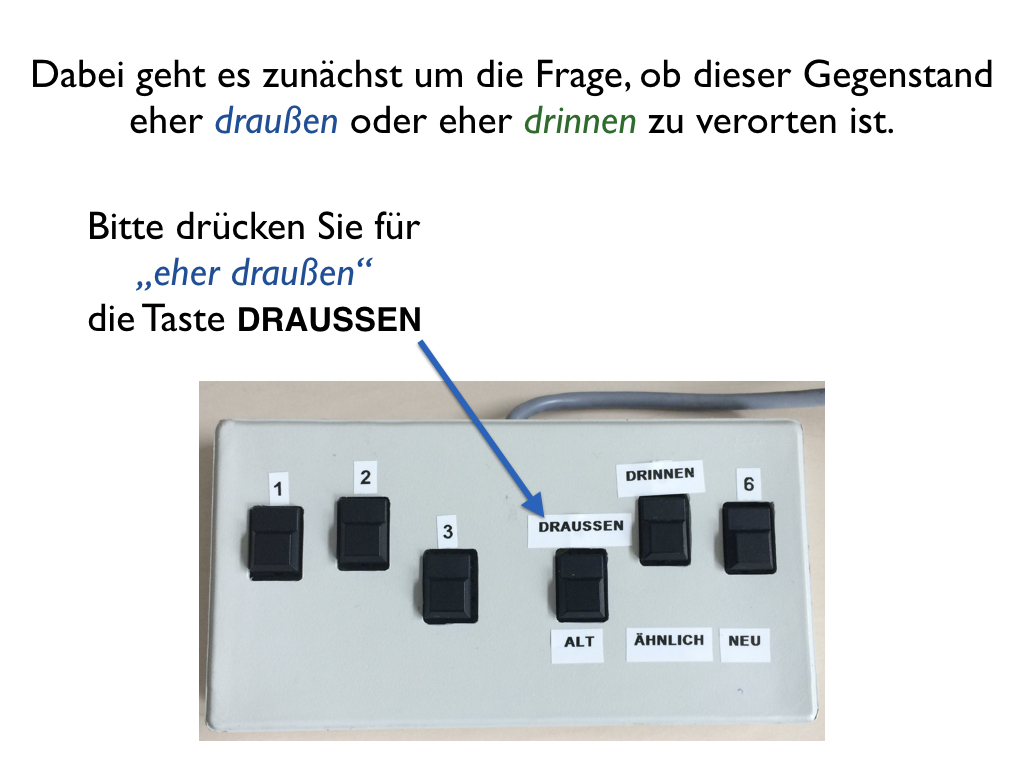 Dabei geht es zunächst um die Frage, ob dieser Gegenstand
eher draußen oder eher drinnen zu verorten ist.
Bitte drücken Sie für
„eher draußen“
die Taste DRAUSSEN
1
2
3
DRAUSSEN
DRINNEN
6
ALT
ÄHNLICH
NEU